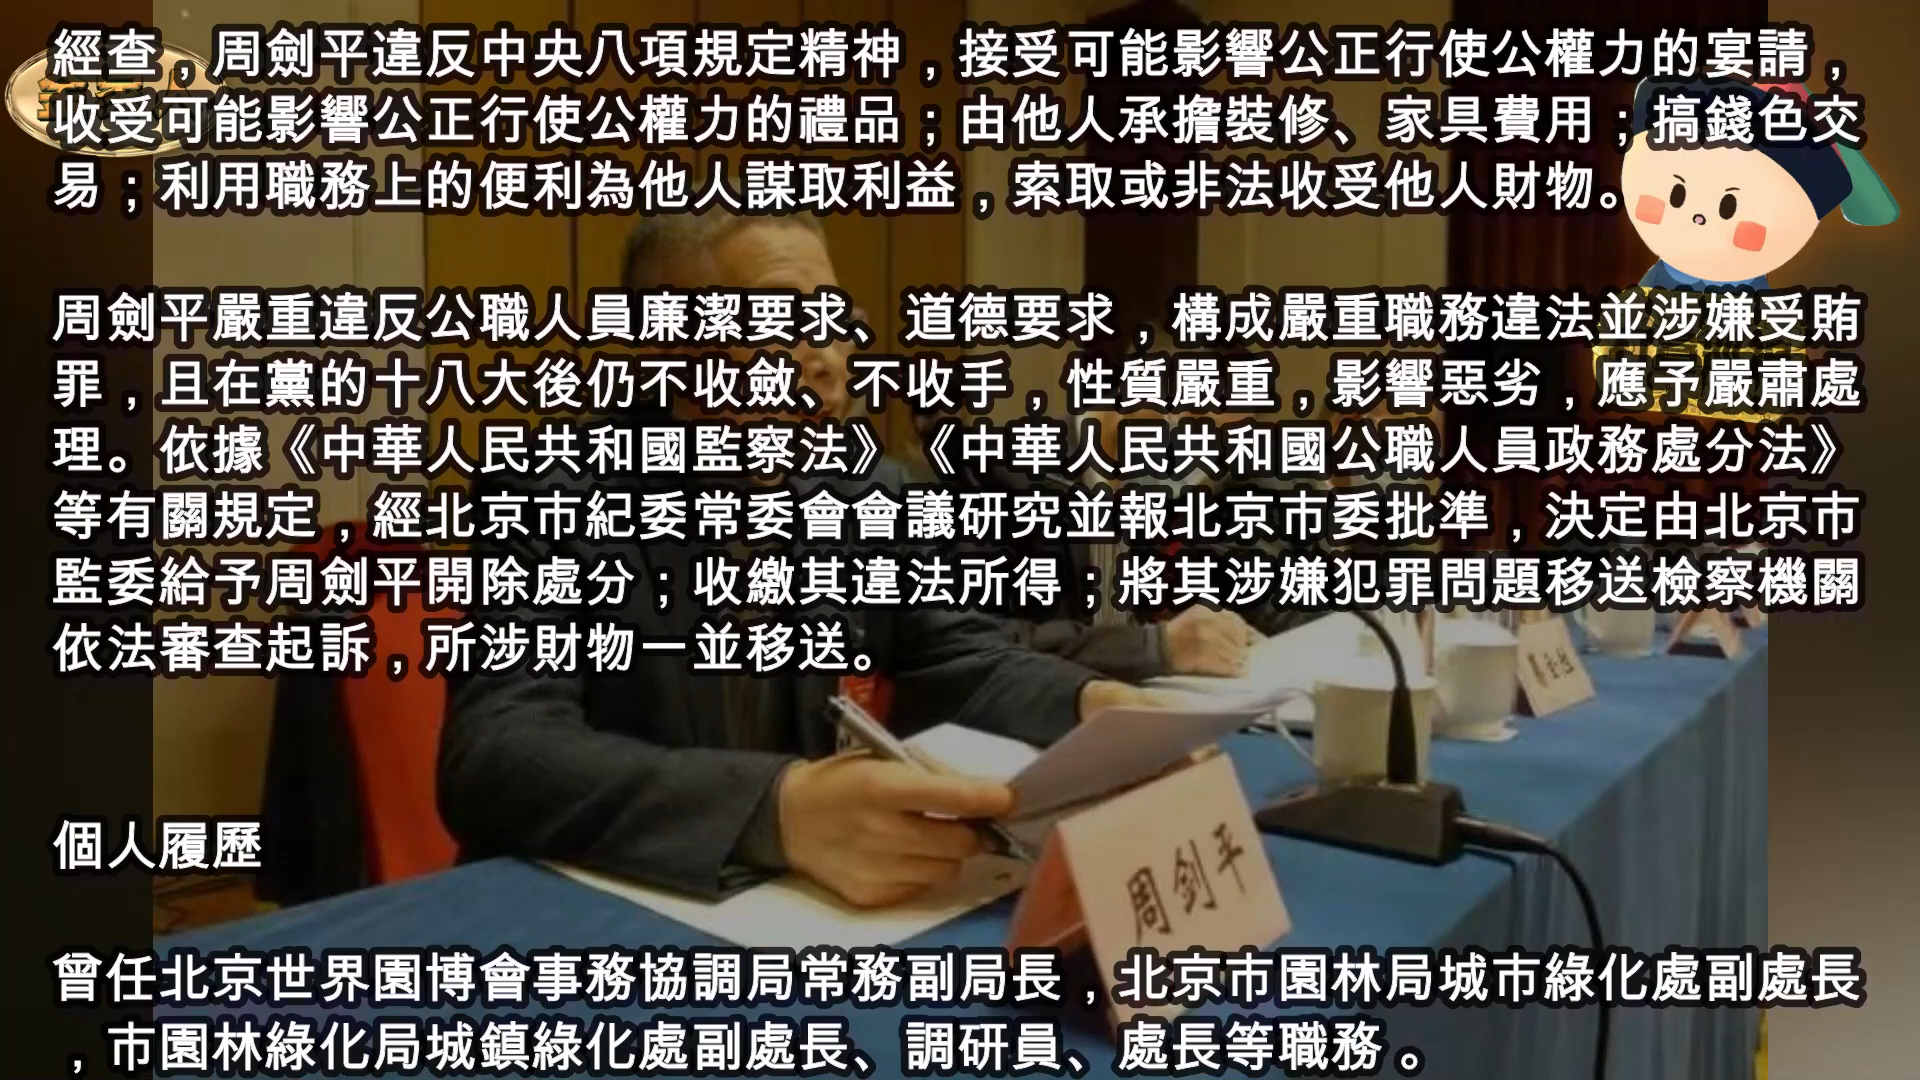 經查，周劍平違反中央八項規定精神，接受可能影響公正行使公權力的宴請，
收受可能影響公正行使公權力的禮品；由他人承擔裝修、家具費用；搞錢色交
易；利用職務上的便利為他人謀取利益，索取或非法收受他人財物。
周劍平嚴重違反公職人員廉潔要求、道德要求，構成嚴重職務違法並涉嫌受賄
罪，且在黨的十八大後仍不收斂、不收手，性質嚴重，影響惡劣，應予嚴肅處
理。依據《中華人民共和國監察法》《中華人民共和國公職人員政務處分法》
等有關規定，經北京市紀委常委會會議研究並報北京市委批準，決定由北京市
監委給予周劍平開除處分；收繳其違法所得；將其涉嫌犯罪問題移送檢察機關
依法審查起訴，所涉財物一並移送。
個人履歷
周剑平
曾任北京世界園博會事務協調局常務副局長，北京市園林局城市綠化處副處長
，市園林綠化局城鎮綠化處副處長、調研員、處長等職務。